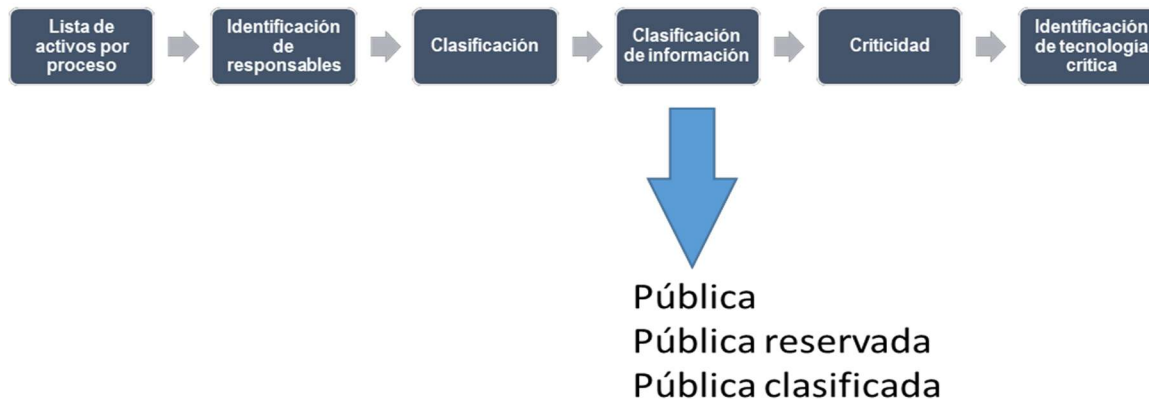 Lista de
activos por
proceso
Identificación
de
responsables
Clasificación
Clasificación
de información
Criticidad
Identificación
de tecnología
crítica
Pública
Pública reservada
Pública clasificada